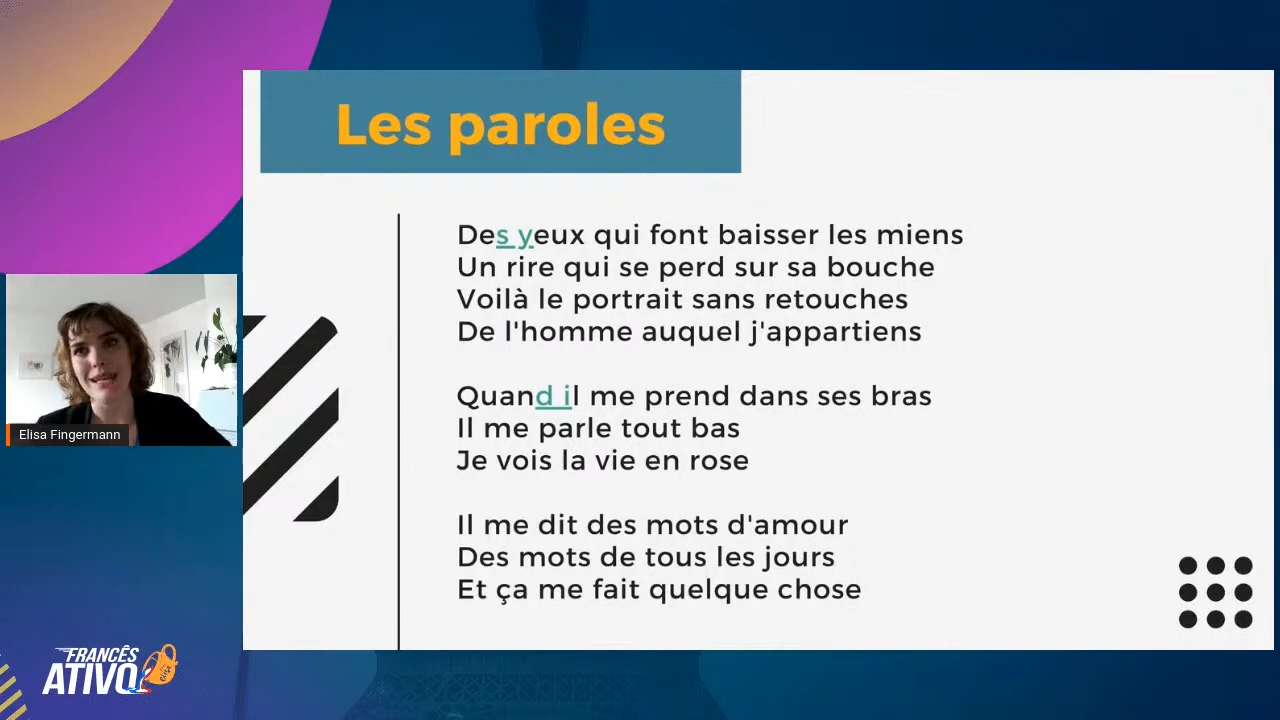 Les paroles
Des yeux qui font baisser les miens
Un rire qui se perd sur sa bouche
Voilà le portrait sans retouches
De l'homme auquel j'appartiens
Quand il me prend dans ses bras
Il me parle tout bas
Je vois la vie en rose
Il me dit des mots d'amour
Des mots de tous les jours
Et ça me fait quelque chose
Elisa Fingermann
FRANCÊS
ATIVO